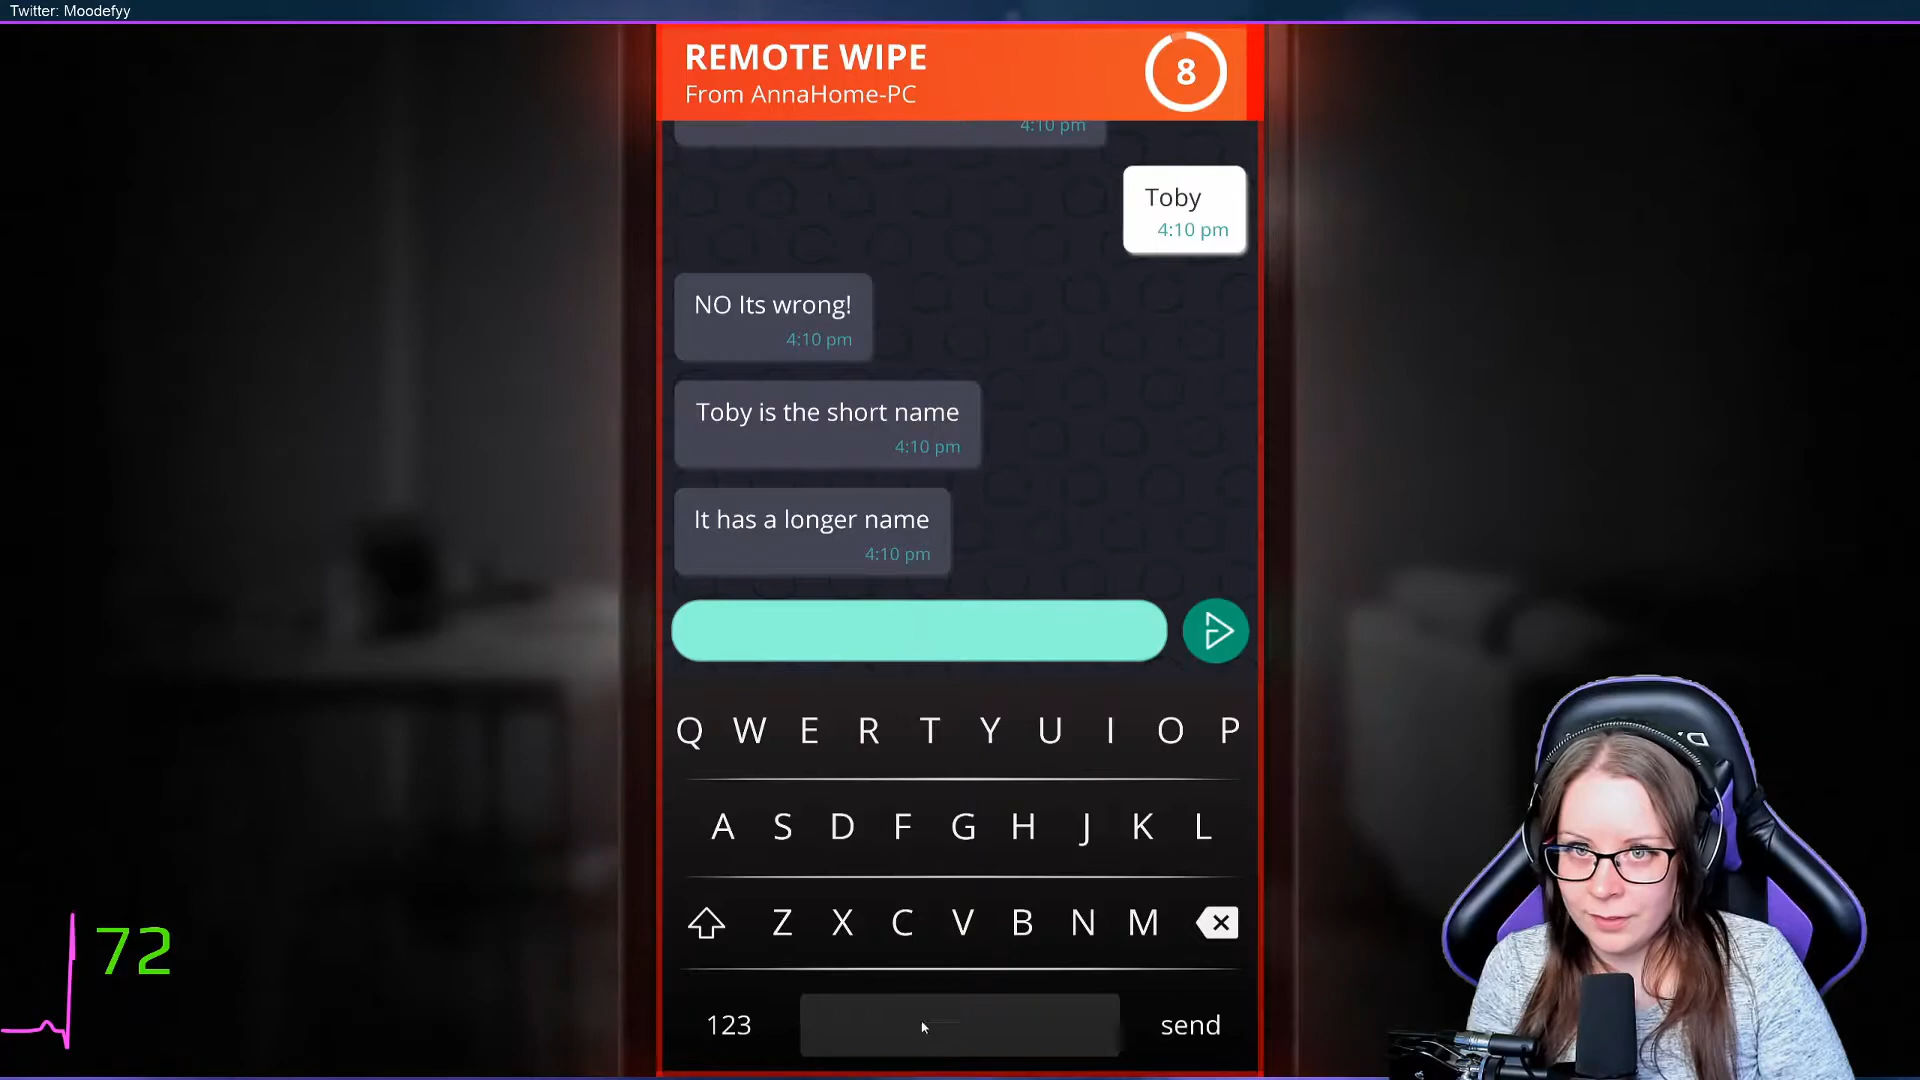 Twitter: Moodefyy
REMOTE WIPE
From AnnaHome-PC
8
4:10 pm
Toby
4:10 pm
NO Its wrong!
4:10 pm
Toby is the short name
4:10 pm
It has a longer name
4:10 pm
Q W E R T Y U I O P
A S D F G H J K L
Z X C V B N M
123
send
72